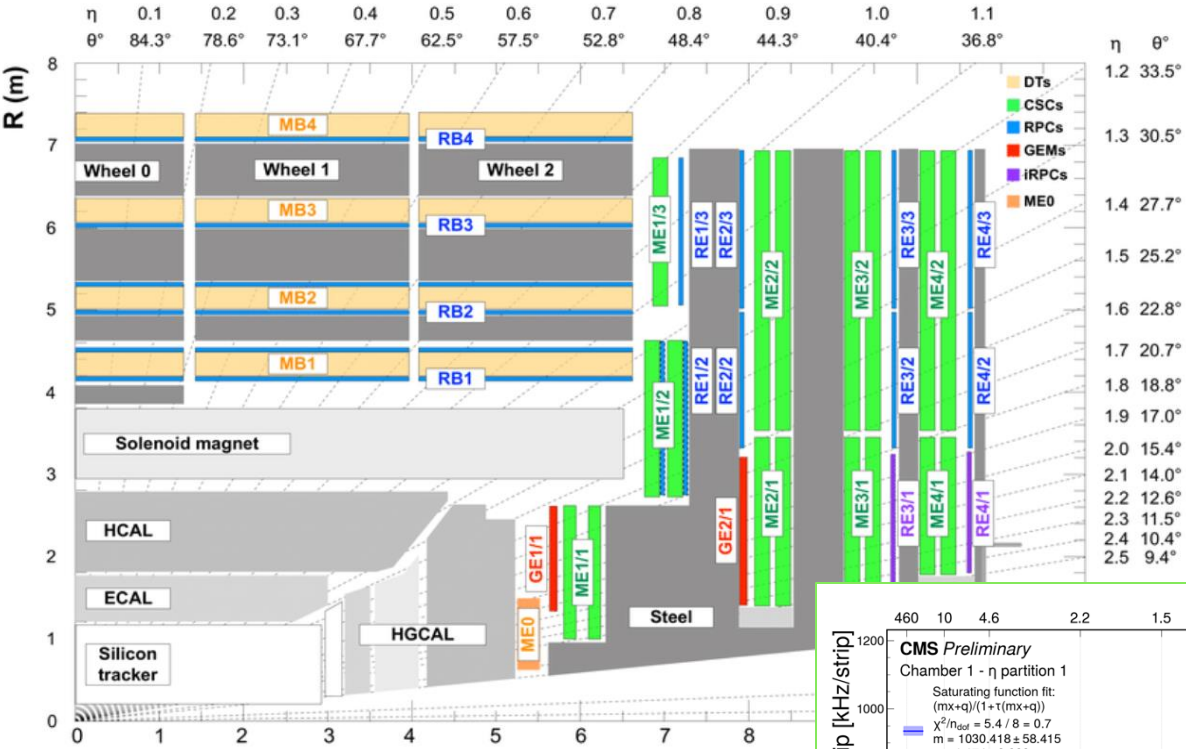 η 0.1 0.2 0.3 0.4 0.5 0.6 0.7 0.8 0.9 1.0 1.1
θ° 84.3° 78.6° 73.1° 67.7° 62.5° 57.5° 52.8° 48.4° 44.3° 40.4° 36.8° η θ°
R (m)
8
7
6
5
4
3
2
1
0
0 1 2 3 4 5 6 7 8
1.2 33.5°
1.3 30.5°
1.4 27.7°
1.5 25.2°
1.6 22.8°
1.7 20.7°
1.8 18.8°
1.9 17.0°
2.0 15.4°
2.1 14.0°
2.2 12.6°
2.3 11.5°
2.4 10.4°
2.5 9.4°
DTs
CSCs
RPCs
GEMs
iRPCs
ME0
MB4
RB4
Wheel 0 Wheel 1 Wheel 2
MB3
RB3
MB2
RB2
MB1
RB1
Solenoid magnet
HCAL
ECAL
Silicon
tracker
HGCAL
Steel
ME1/3
RE1/3
RE2/3
ME2/2
ME3/2
RE3/3
ME4/2
RE4/3
ME1/2
RE1/2
RE2/2
RE3/2
RE4/2
GE1/1
ME1/1
ME0
GE2/1
ME2/1
ME3/1
RE3/1
ME4/1
RE4/1
460 10 4.6 2.2 1.5
1200
1000
ip [kHz/strip]
CMS Preliminary
Chamber 1 - η partition 1
Saturating function fit:
(mx+q)/(1+τ(mx+q))
χ²/n_dof = 5.4 / 8 = 0.7
m = 1030.418 ± 58.415